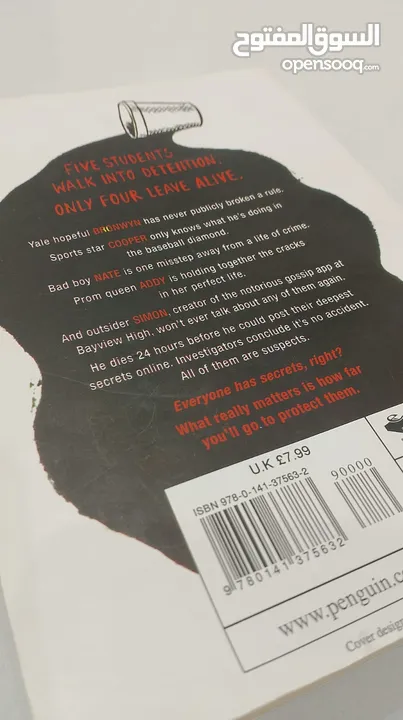 السوق المفتوح
opensooq.com
FIVE STUDENTS
WALK INTO DETENTION.
ONLY FOUR LEAVE ALIVE.
Yale hopeful BRONWYN has never publicly broken a rule.
Sports star COOPER only knows what he's doing in
the baseball diamond.
Bad boy NATE is one misstep away from a life of crime.
Prom queen ADDY is holding together the cracks
in her perfect life.
And outsider SIMON, creator of the notorious gossip app at
Bayview High, won't ever talk about any of them again.
He dies 24 hours before he could post their deepest
secrets online. Investigators conclude it's no accident.
All of them are suspects.
Everyone has secrets, right?
What really matters is how far
you'll go to protect them.
U.K £7.99
ISBN 978-0-141-37563-2
90000
9 780141 375632
www.penguin.c
Cover design